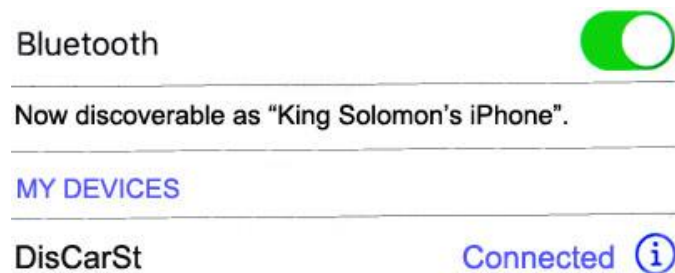 Bluetooth
Now discoverable as “King Solomon’s iPhone”.
MY DEVICES
DisCarSt Connected